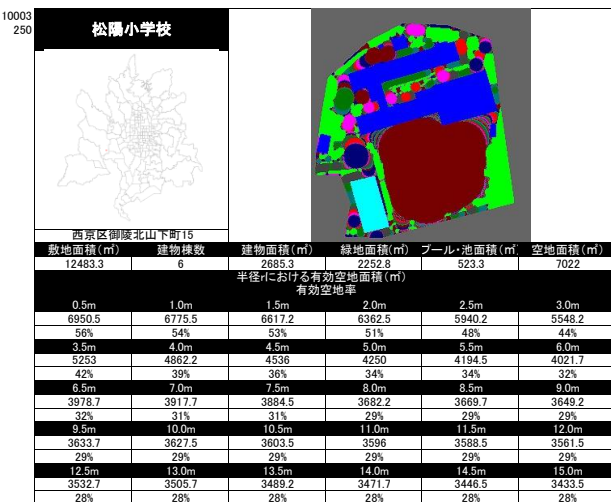 10003
250
松陽小学校
西京区御陵北山下町15
敷地面積(㎡) 建物棟数 建物面積(㎡) 緑地面積(㎡) プール・池面積(㎡) 空地面積(㎡)
12483.3 6 2685.3 2252.8 523.3 7022
半径rにおける有効空地面積(㎡)
有効空地率
0.5m 1.0m 1.5m 2.0m 2.5m 3.0m
6950.5 6775.5 6617.2 6362.5 5940.2 5548.2
56% 54% 53% 51% 48% 44%
3.5m 4.0m 4.5m 5.0m 5.5m 6.0m
5253 4862.2 4536 4250 4194.5 4021.7
42% 39% 36% 34% 34% 32%
6.5m 7.0m 7.5m 8.0m 8.5m 9.0m
3978.7 3917.7 3884.5 3682.2 3669.7 3649.2
32% 31% 31% 29% 29% 29%
9.5m 10.0m 10.5m 11.0m 11.5m 12.0m
3633.7 3627.5 3603.5 3596 3588.5 3561.5
29% 29% 29% 29% 29% 29%
12.5m 13.0m 13.5m 14.0m 14.5m 15.0m
3532.7 3505.7 3489.2 3471.7 3446.5 3433.5
28% 28% 28% 28% 28% 28%